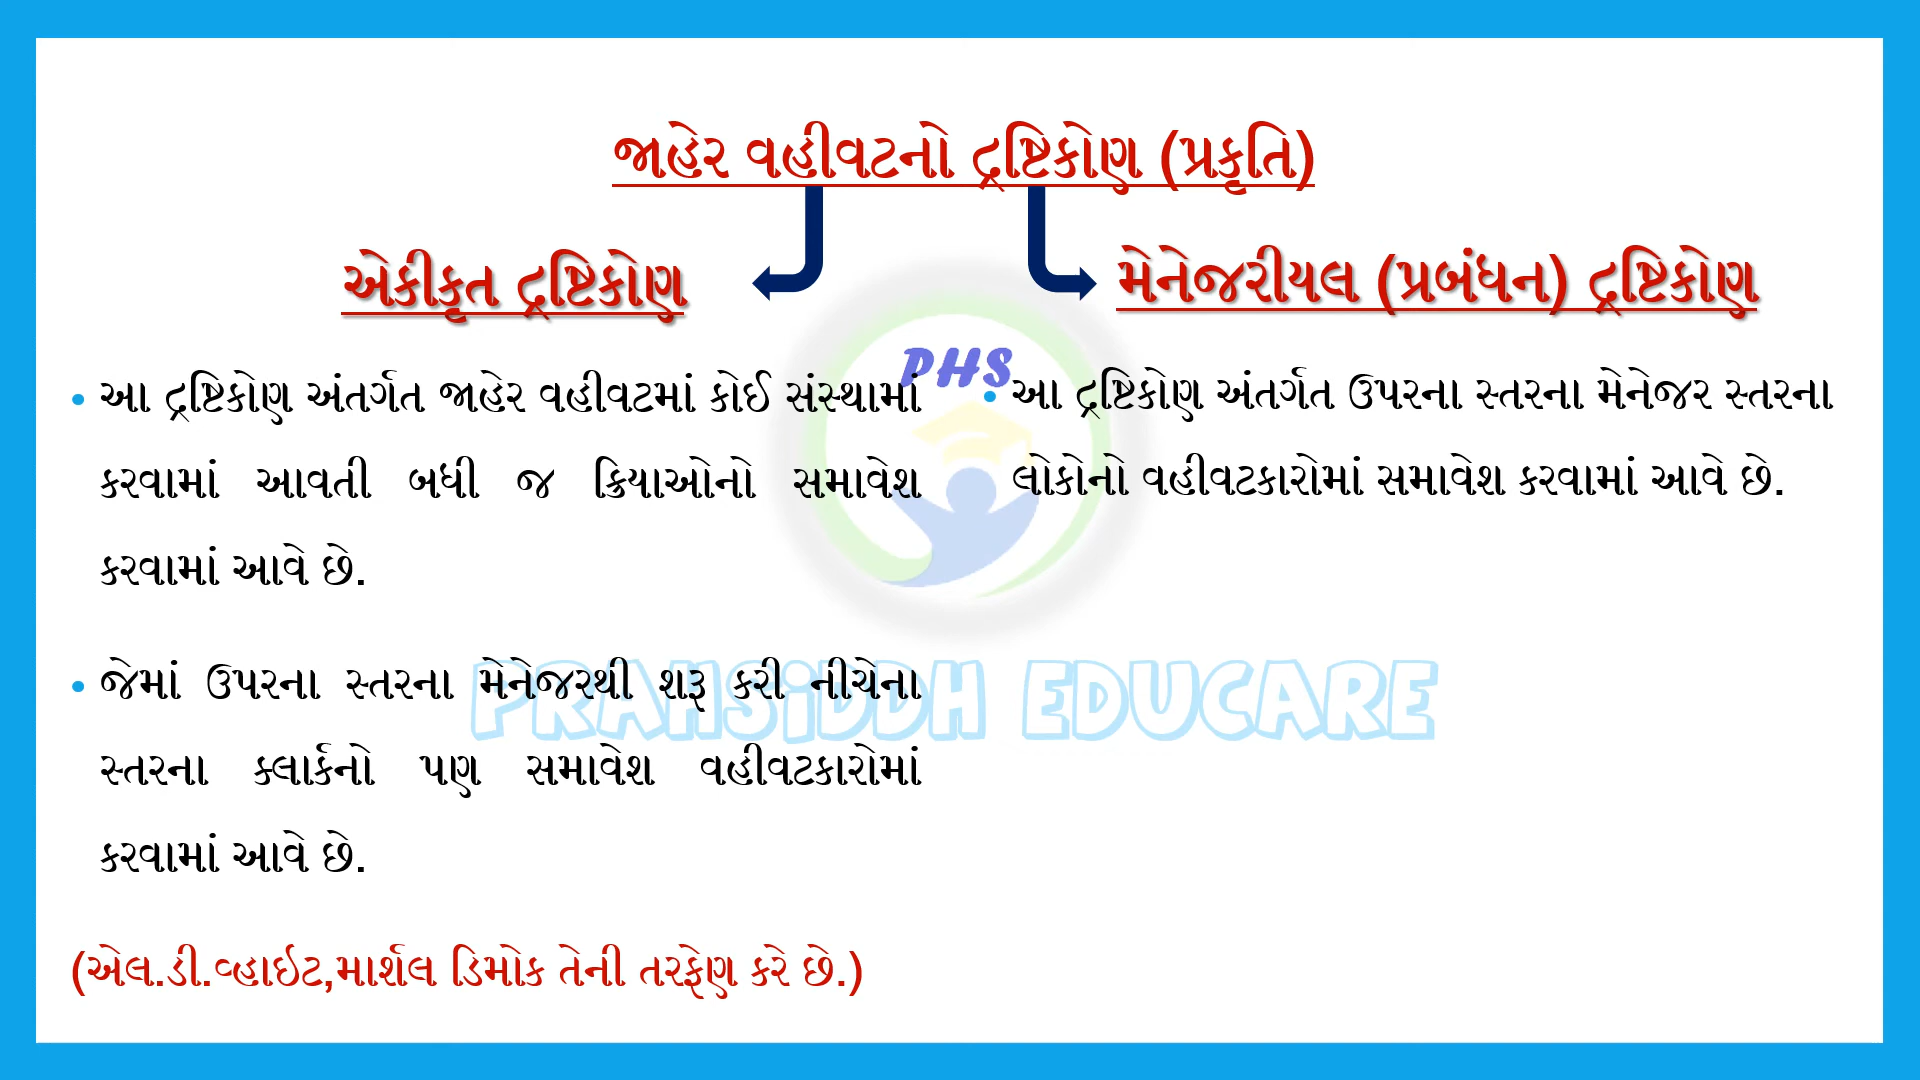 જાહેર વહીવટનો દ્રષ્ટિકોણ (પ્રકૃતિ)
એકીકૃત દ્રષ્ટિકોણ
• આ દ્રષ્ટિકોણ અંતર્ગત જાહેર વહીવટમાં કોઈ સંસ્થામાં
કરવામાં આવતી બધી જ ક્રિયાઓનો સમાવેશ
કરવામાં આવે છે.
• જેમાં ઉપરના સ્તરના મેનેજરથી શરૂ કરી નીચેના
સ્તરના ક્લાર્કનો પણ સમાવેશ વહીવટકારોમાં
કરવામાં આવે છે.
(એલ.ડી.વ્હાઇટ,માર્શલ ડિમોક તેની તરફેણ કરે છે.)
મેનેજરીયલ (પ્રબંધન) દ્રષ્ટિકોણ
• આ દ્રષ્ટિકોણ અંતર્ગત ઉપરના સ્તરના મેનેજર સ્તરના
લોકોનો વહીવટકારોમાં સમાવેશ કરવામાં આવે છે.
PHS
PRAHSIDDH EDUCARE